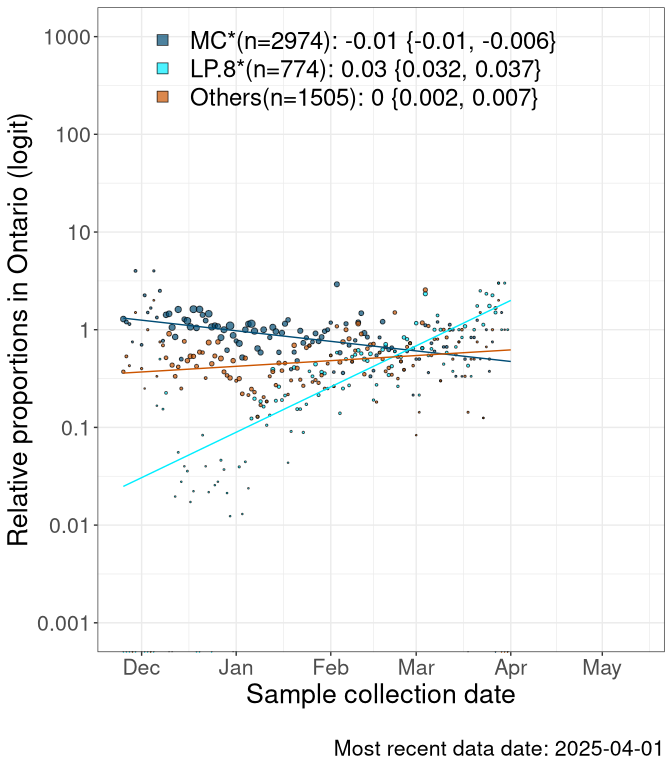 MC*(n=2974): -0.01 {-0.01, -0.006}
LP.8*(n=774): 0.03 {0.032, 0.037}
Others(n=1505): 0 {0.002, 0.007}
Relative proportions in Ontario (logit)
1000
100
10
1
0.1
0.01
0.001
Dec Jan Feb Mar Apr May
Sample collection date
Most recent data date: 2025-04-01